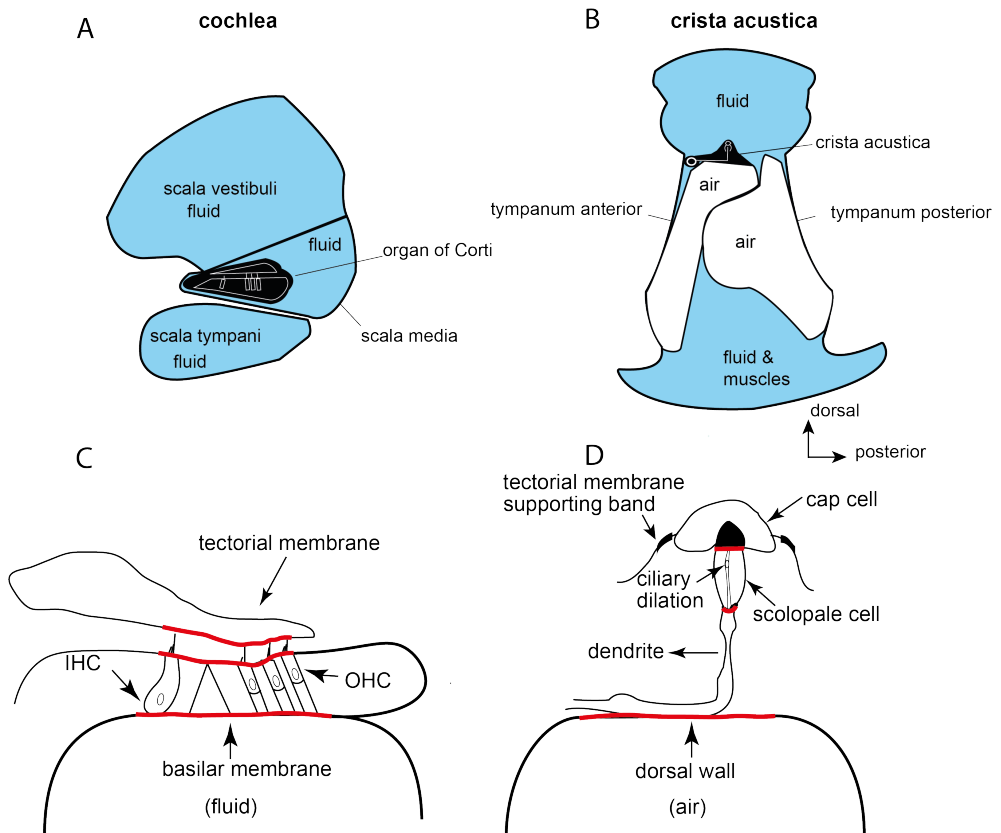 A
cochlea
scala vestibuli
fluid
fluid
organ of Corti
scala tympani
fluid
scala media
B
crista acustica
fluid
crista acustica
air
tympanum anterior
tympanum posterior
air
fluid &
muscles
dorsal
posterior
C
tectorial membrane
IHC
OHC
basilar membrane
(fluid)
D
tectorial membrane
supporting band
cap cell
ciliary
dilation
scolopale cell
dendrite
dorsal wall
(air)